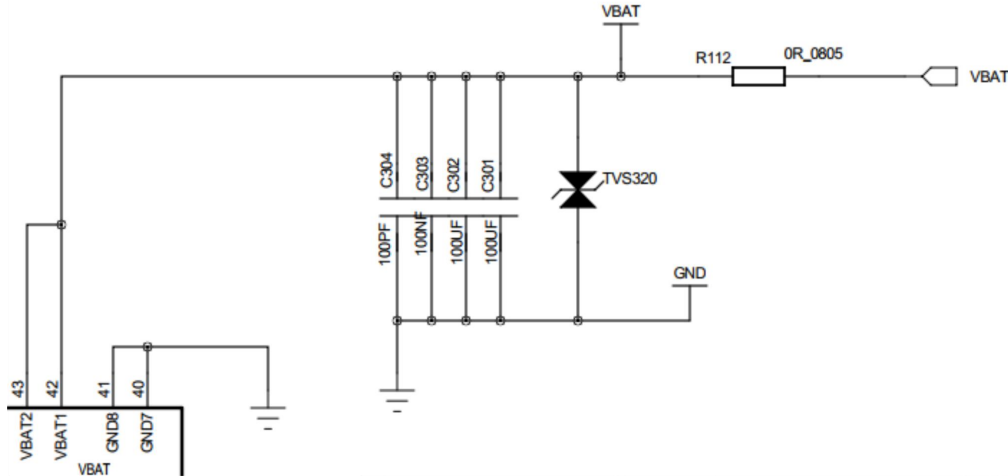 VBAT
R112
0R_0805
VBAT
C304
C303
C302
C301
TVS320
100PF
100NF
100UF
100UF
GND
43
42
41
40
VBAT2
VBAT1
GND8
GND7
VBAT